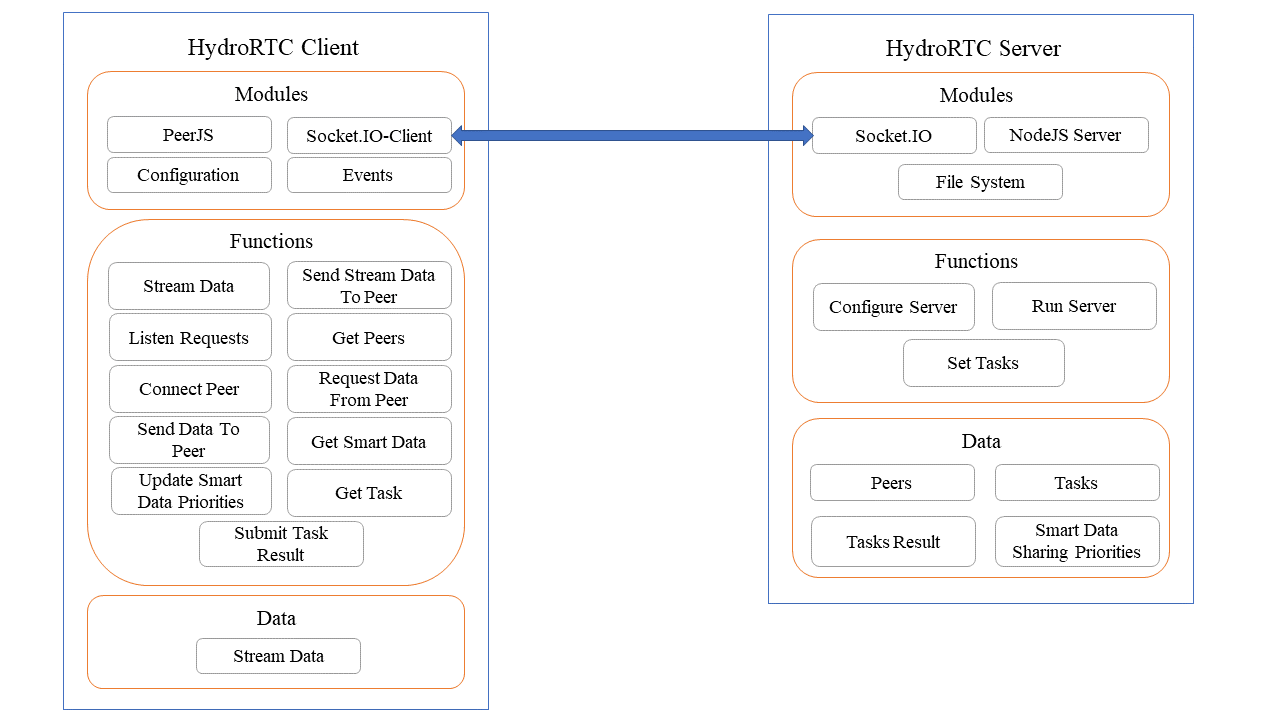 HydroRTC Client
Modules
PeerJS
Socket.IO-Client
Configuration
Events
Functions
Stream Data
Send Stream Data
To Peer
Listen Requests
Get Peers
Connect Peer
Request Data
From Peer
Send Data To
Peer
Get Smart Data
Update Smart
Data Priorities
Get Task
Submit Task
Result
Data
Stream Data
HydroRTC Server
Modules
Socket.IO
NodeJS Server
File System
Functions
Configure Server
Run Server
Set Tasks
Data
Peers
Tasks
Tasks Result
Smart Data
Sharing Priorities